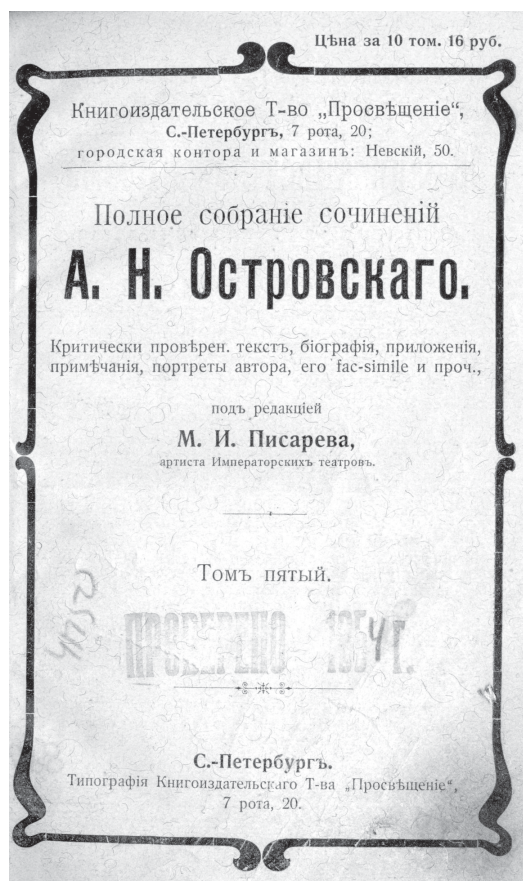 Цѣна за 10 том. 16 руб.
Книгоиздательское Т-во „Просвѣщеніе“,
С.-Петербургъ, 7 рота, 20;
городская контора и магазинъ: Невскій, 50.
Полное собраніе сочиненій
А. Н. Островскаго.
Критически провѣрен. текстъ, біографія, приложенія,
примѣчанія, портреты автора, его fac-simile и проч.,
подъ редакціей
М. И. Писарева,
артиста Императорскихъ театровъ.
Томъ пятый.
ПРОВЕРЕНО 1954 г.
С.-Петербургъ.
Типографія Книгоиздательскаго Т-ва „Просвѣщеніе“,
7 рота, 20.